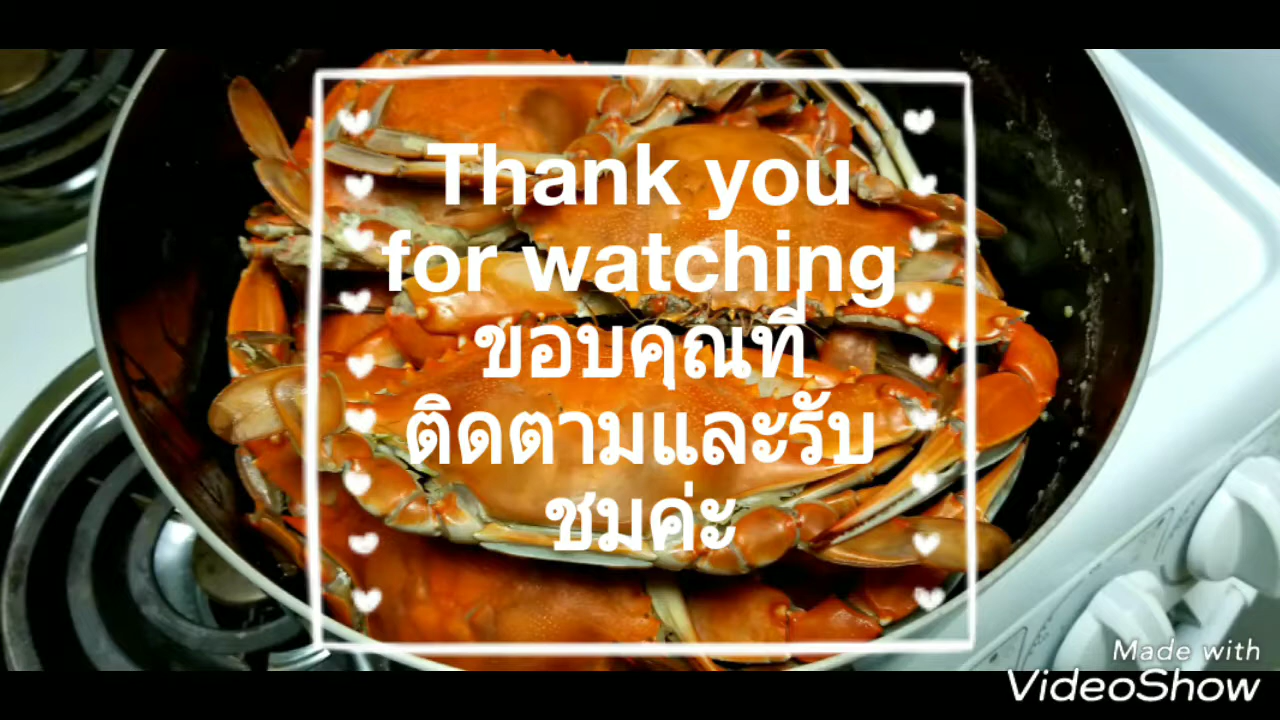 Thank you
for watching
ขอบคุณที่
ติดตามและรับ
ชมค่ะ
Made with
VideoShow